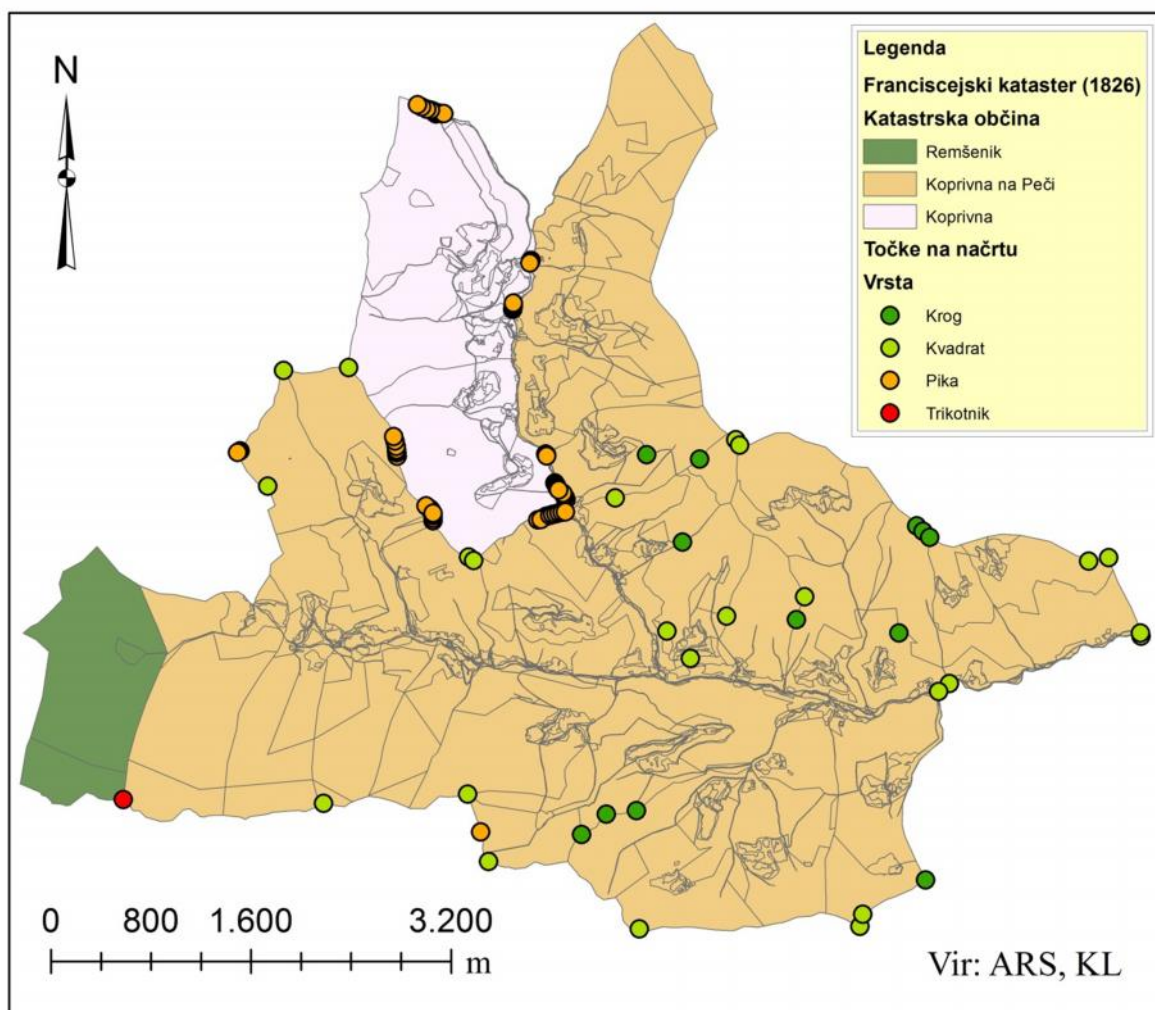 N
Legenda
Franciscejski kataster (1826)
Katastrska občina
Remšenik
Koprivna na Peči
Koprivna
Točke na načrtu
Vrsta
Krog
Kvadrat
Pika
Trikotnik
0 800 1.600 3.200
m
Vir: ARS, KL